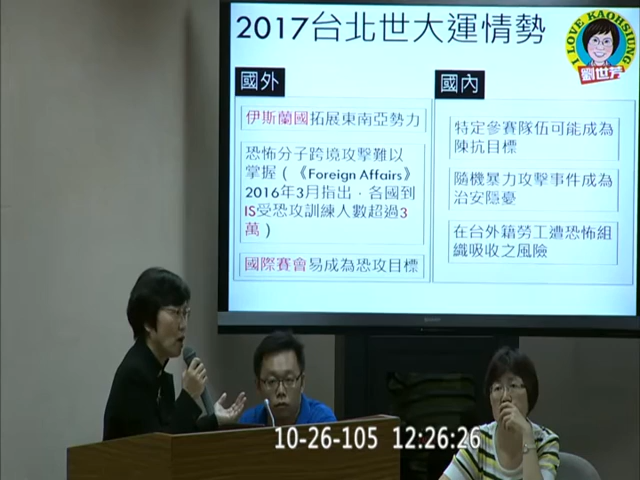 2017台北世大運情勢
I LOVE KAOHSIUNG
劉世芳
國外
伊斯蘭國拓展東南亞勢力
恐怖分子跨境攻擊難以
掌握(《Foreign Affairs》
2016年3月指出，各國到
IS受恐攻訓練人數超過3
萬)
國際賽會易成為恐攻目標
國內
特定參賽隊伍可能成為
陳抗目標
隨機暴力攻擊事件成為
治安隱憂
在台外籍勞工遭恐怖組
織吸收之風險
10-26-105 12:26:26